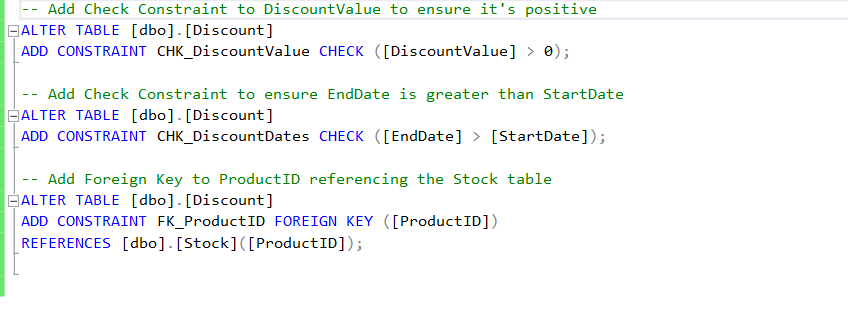 -- Add Check Constraint to DiscountValue to ensure it's positive
ALTER TABLE [dbo].[Discount]
ADD CONSTRAINT CHK_DiscountValue CHECK ([DiscountValue] > 0);
-- Add Check Constraint to ensure EndDate is greater than StartDate
ALTER TABLE [dbo].[Discount]
ADD CONSTRAINT CHK_DiscountDates CHECK ([EndDate] > [StartDate]);
-- Add Foreign Key to ProductID referencing the Stock table
ALTER TABLE [dbo].[Discount]
ADD CONSTRAINT FK_ProductID FOREIGN KEY ([ProductID])
REFERENCES [dbo].[Stock]([ProductID]);